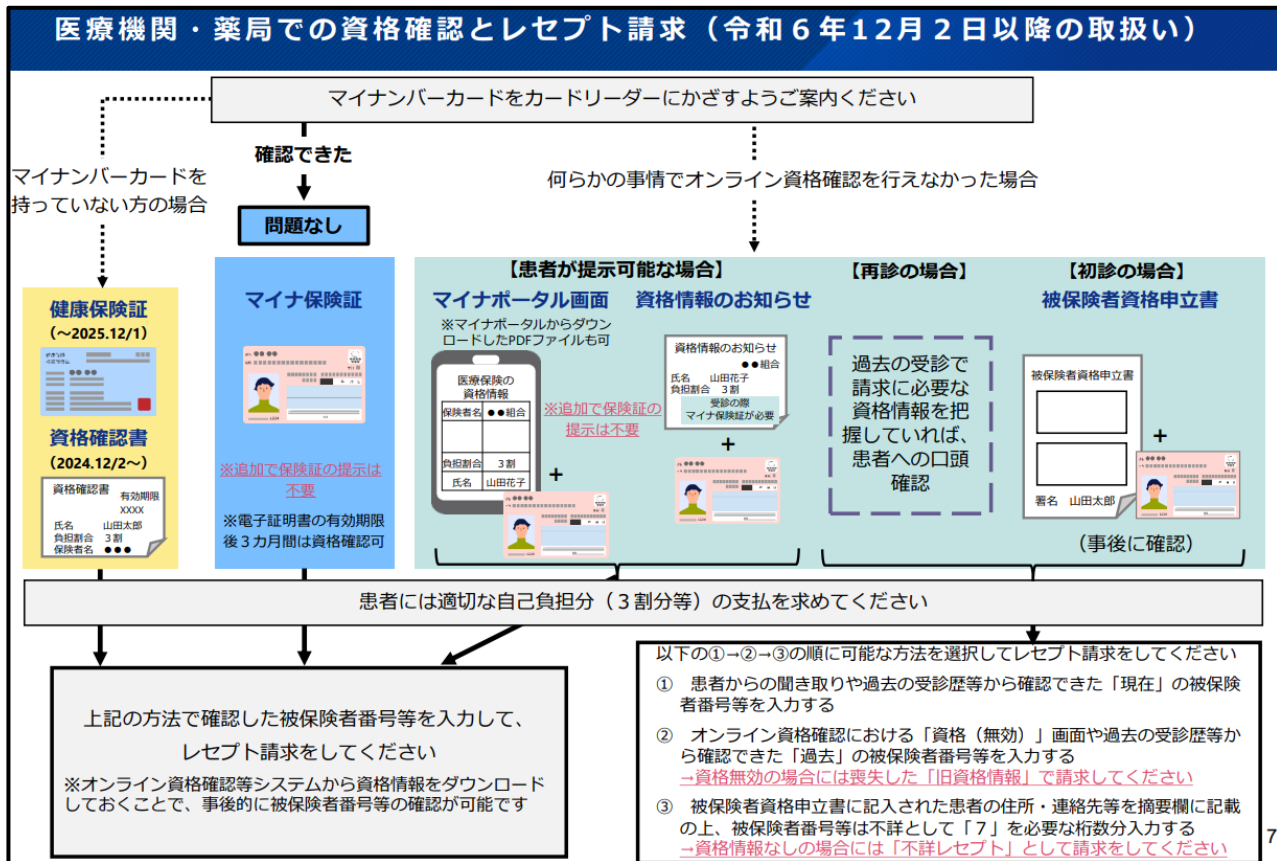 医療機関・薬局での資格確認とレセプト請求（令和６年12月２日以降の取扱い）
マイナンバーカードをカードリーダーにかざすようご案内ください
マイナンバーカードを
持っていない方の場合
確認できた
問題なし
何らかの事情でオンライン資格確認を行えなかった場合
健康保険証
（～2025.12/1）
資格確認書
（2024.12/2～）
資格確認書
有効期限
XXXX
氏名　山田太郎
負担割合　３割
保険者名　●●●
マイナ保険証
※追加で保険証の提示は
不要
※電子証明書の有効期限
後３カ月間は資格確認可
【患者が提示可能な場合】
マイナポータル画面
※マイナポータルからダウン
ロードしたPDFファイルも可
医療保険の
資格情報
保険者名　●●組合
負担割合　３割
氏名　山田花子
※追加で保険証の
提示は不要
+
資格情報のお知らせ
資格情報のお知らせ
●●組合
氏名　山田花子
負担割合　３割
受診の際
マイナ保険証が必要
+
【再診の場合】
過去の受診で
請求に必要な
資格情報を把
握していれば、
患者への口頭
確認
【初診の場合】
被保険者資格申立書
被保険者資格申立書
署名　山田太郎
+
（事後に確認）
患者には適切な自己負担分（３割分等）の支払を求めてください
上記の方法で確認した被保険者番号等を入力して、
レセプト請求をしてください
※オンライン資格確認等システムから資格情報をダウンロード
しておくことで、事後的に被保険者番号等の確認が可能です
以下の①→②→③の順に可能な方法を選択してレセプト請求をしてください
①　患者からの聞き取りや過去の受診歴等から確認できた「現在」の被保険
者番号等を入力する
②　オンライン資格確認における「資格（無効）」画面や過去の受診歴等か
ら確認できた「過去」の被保険者番号等を入力する
→資格無効の場合には喪失した「旧資格情報」で請求してください
③　被保険者資格申立書に記入された患者の住所・連絡先等を摘要欄に記載
の上、被保険者番号等は不詳として「７」を必要な桁数分入力する
→資格情報なしの場合には「不詳レセプト」として請求をしてください
7